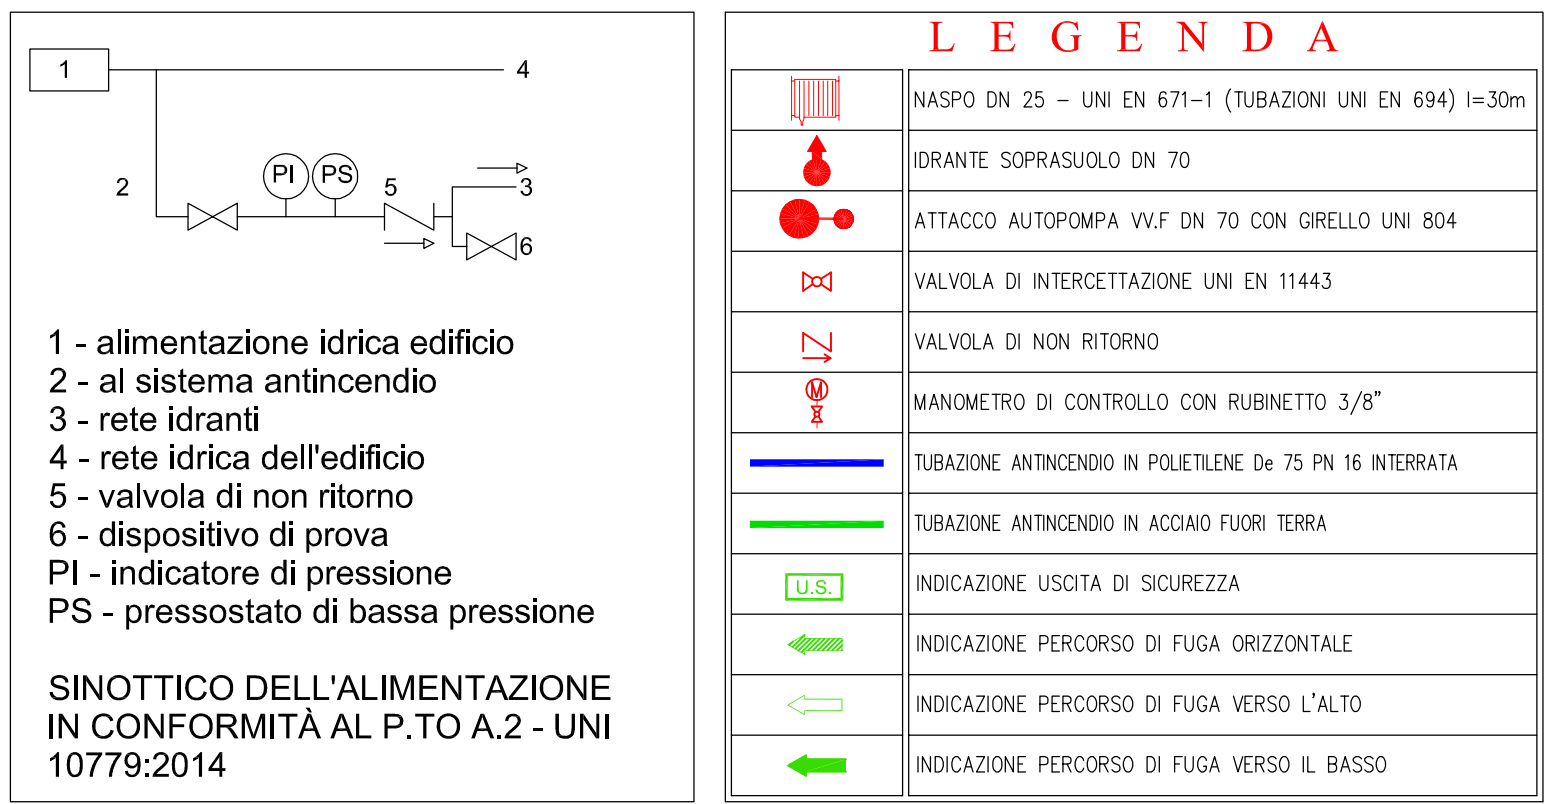 1
4
2
PI
PS
5
3
6
1 - alimentazione idrica edificio
2 - al sistema antincendio
3 - rete idranti
4 - rete idrica dell'edificio
5 - valvola di non ritorno
6 - dispositivo di prova
PI - indicatore di pressione
PS - pressostato di bassa pressione
SINOTTICO DELL'ALIMENTAZIONE
IN CONFORMITÀ AL P.TO A.2 - UNI
10779:2014
L E G E N D A
NASPO DN 25 - UNI EN 671-1 (TUBAZIONI UNI EN 694) l=30m
IDRANTE SOPRASUOLO DN 70
ATTACCO AUTOPOMPA VV.F DN 70 CON GIRELLO UNI 804
VALVOLA DI INTERCETTAZIONE UNI EN 11443
VALVOLA DI NON RITORNO
M
MANOMETRO DI CONTROLLO CON RUBINETTO 3/8"
TUBAZIONE ANTINCENDIO IN POLIETILENE De 75 PN 16 INTERRATA
TUBAZIONE ANTINCENDIO IN ACCIAIO FUORI TERRA
U.S.
INDICAZIONE USCITA DI SICUREZZA
INDICAZIONE PERCORSO DI FUGA ORIZZONTALE
INDICAZIONE PERCORSO DI FUGA VERSO L'ALTO
INDICAZIONE PERCORSO DI FUGA VERSO IL BASSO